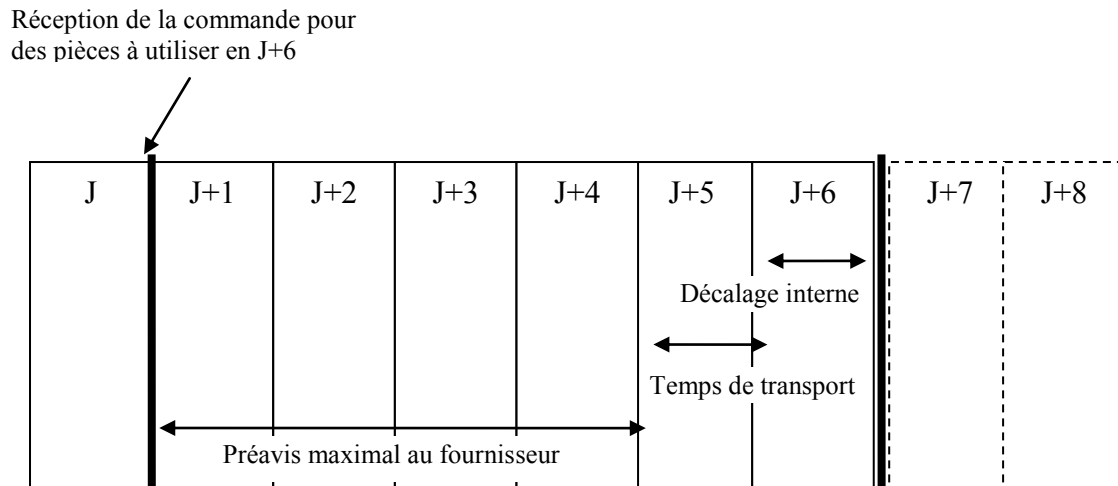 Réception de la commande pour
des pièces à utiliser en J+6
J J+1 J+2 J+3 J+4 J+5 J+6 J+7 J+8
Décalage interne
Temps de transport
Préavis maximal au fournisseur